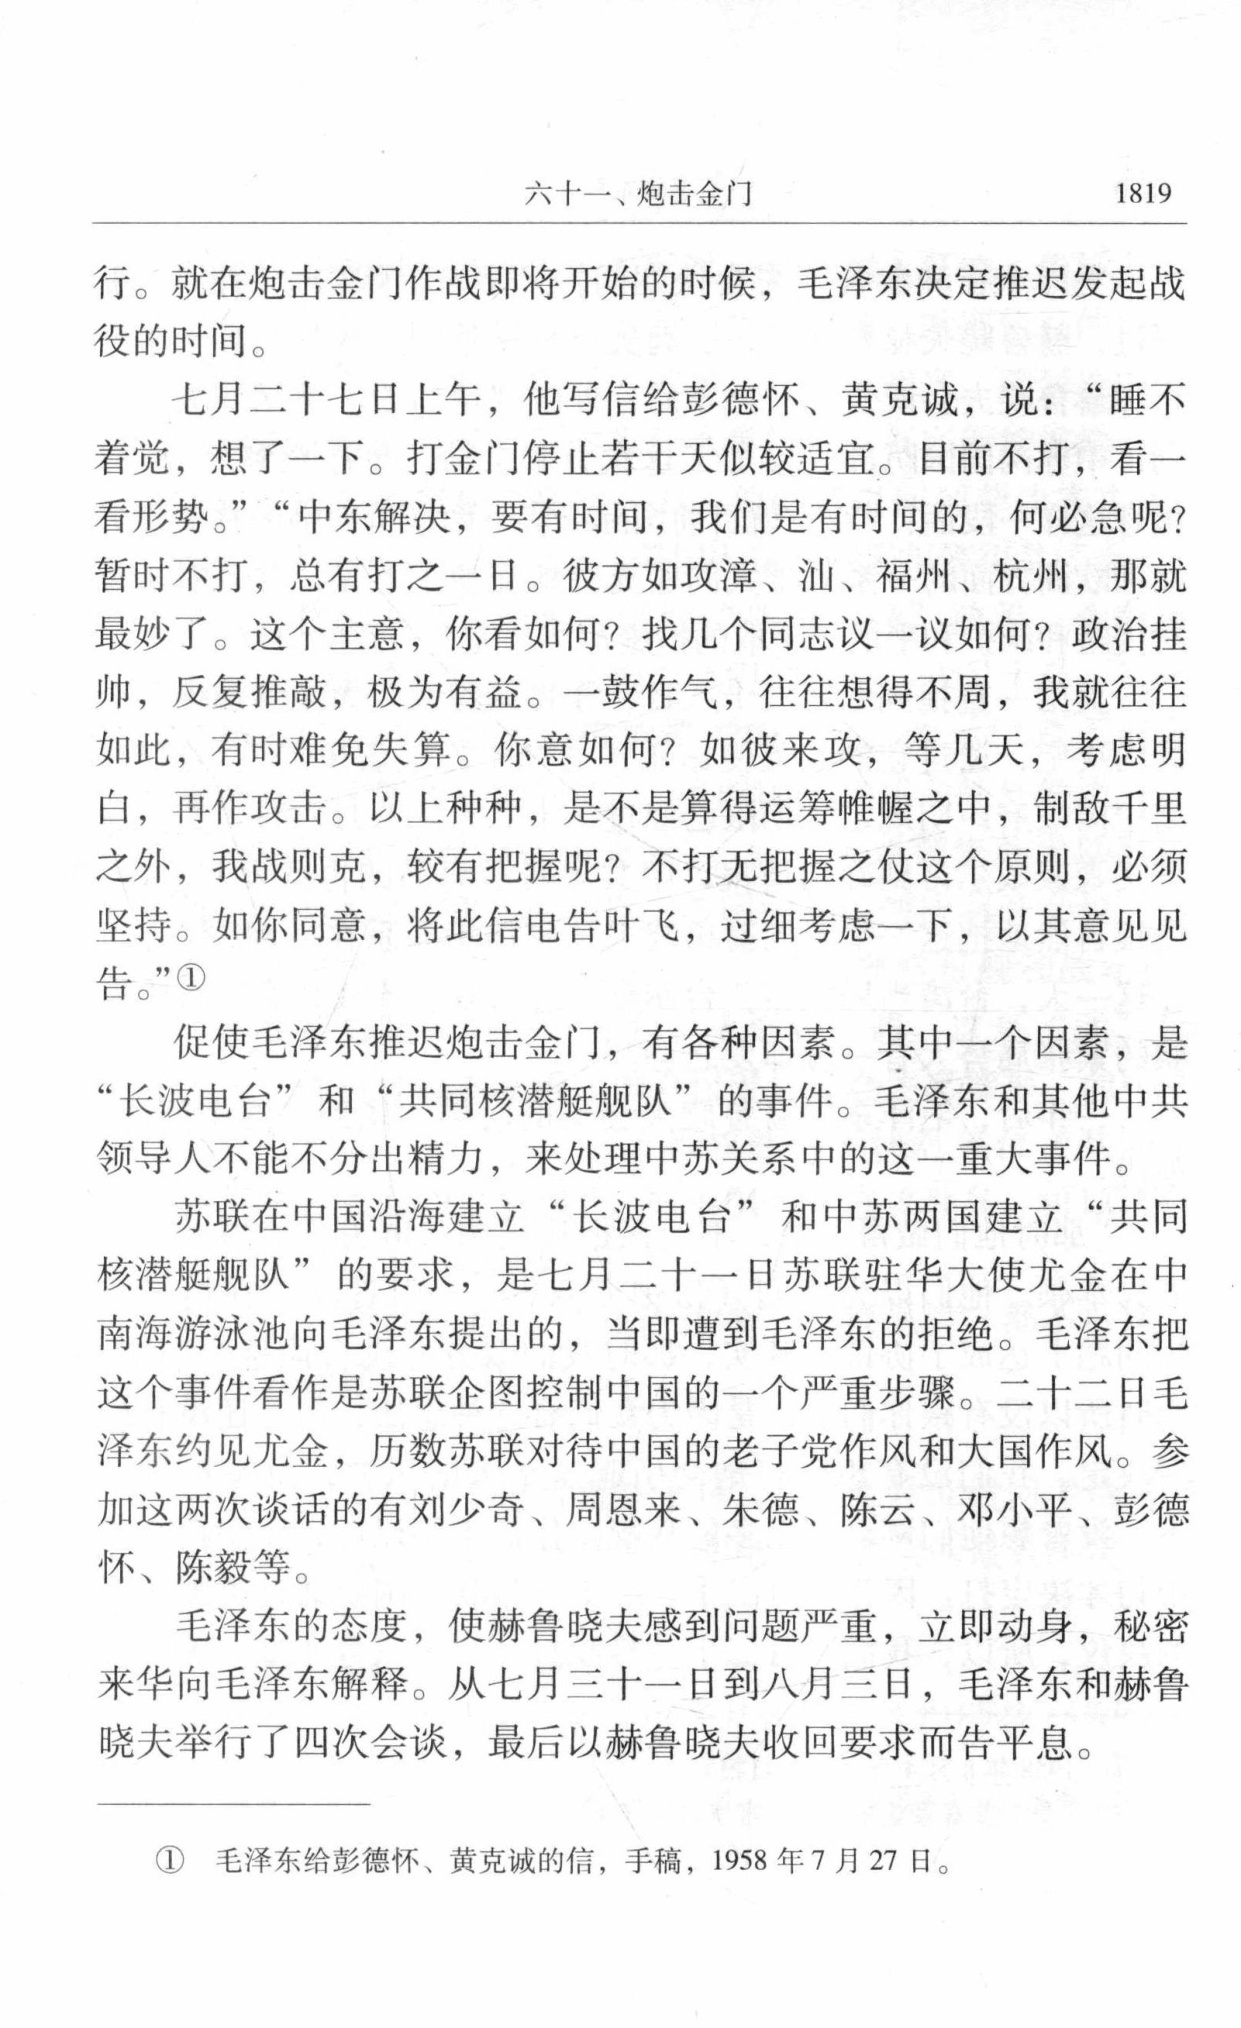 六十一、炮击金门 1819
行。就在炮击金门作战即将开始的时候，毛泽东决定推迟发起战
役的时间。
七月二十七日上午，他写信给彭德怀、黄克诚，说：“睡不
着觉，想了一下。打金门停止若干天似较适宜。目前不打，看一
看形势。”“中东解决，要有时间，我们是有时间的，何必急呢？
暂时不打，总有打之一日。彼方如攻漳、汕、福州、杭州，那就
最妙了。这个主意，你看如何？找几个同志议一议如何？政治挂
帅，反复推敲，极为有益。一鼓作气，往往想得不周，我就往往
如此，有时难免失算。你意如何？如彼来攻，等几天，考虑明
白，再作攻击。以上种种，是不是算得运筹帷幄之中，制敌千里
之外，我战则克，较有把握呢？不打无把握之仗这个原则，必须
坚持。如你同意，将此信电告叶飞，过细考虑一下，以其意见见
告。”①
促使毛泽东推迟炮击金门，有各种因素。其中一个因素，是
“长波电台”和“共同核潜艇舰队”的事件。毛泽东和其他中共
领导人不能不分出精力，来处理中苏关系中的这一重大事件。
苏联在中国沿海建立“长波电台”和中苏两国建立“共同
核潜艇舰队”的要求，是七月二十一日苏联驻华大使尤金在中
南海游泳池向毛泽东提出的，当即遭到毛泽东的拒绝。毛泽东把
这个事件看作是苏联企图控制中国的一个严重步骤。二十二日毛
泽东约见尤金，历数苏联对待中国的老子党作风和大国作风。参
加这两次谈话的有刘少奇、周恩来、朱德、陈云、邓小平、彭德
怀、陈毅等。
毛泽东的态度，使赫鲁晓夫感到问题严重，立即动身，秘密
来华向毛泽东解释。从七月三十一日到八月三日，毛泽东和赫鲁
晓夫举行了四次会谈，最后以赫鲁晓夫收回要求而告平息。
① 毛泽东给彭德怀、黄克诚的信，手稿，1958 年 7 月 27 日。